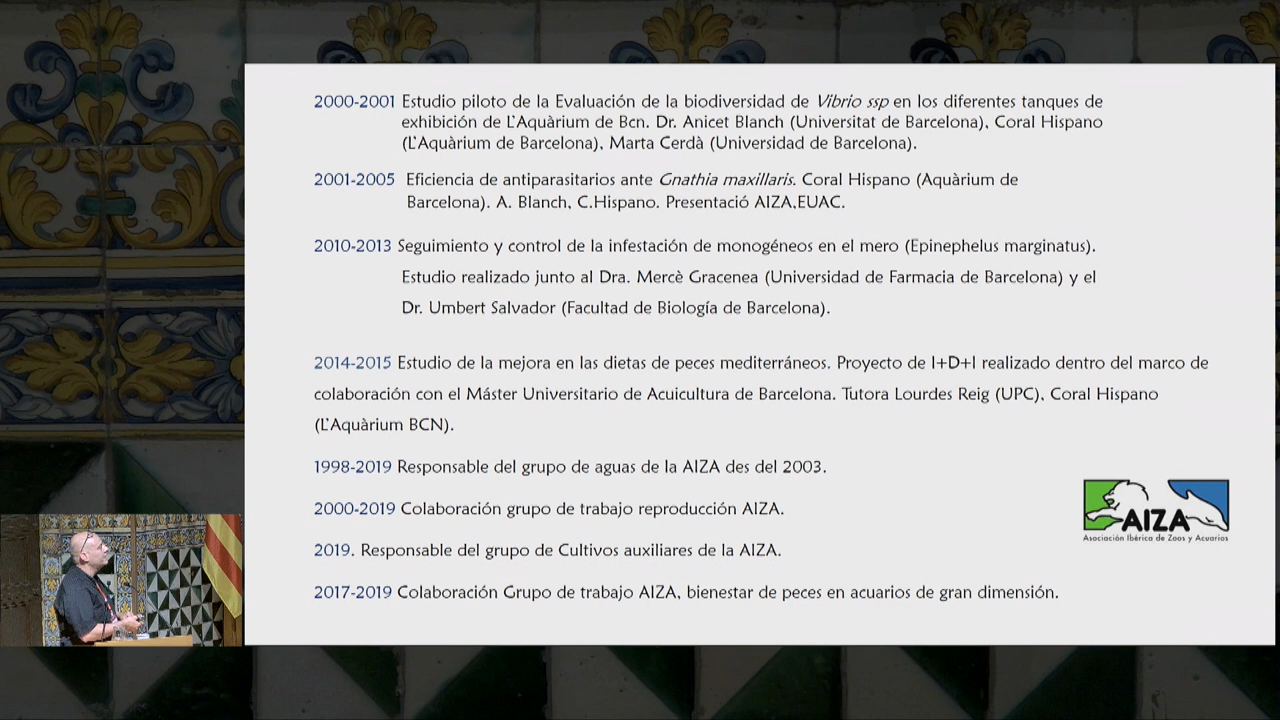 2000-2001 Estudio piloto de la Evaluación de la biodiversidad de Vibrio ssp en los diferentes tanques de
exhibición de L'Aquàrium de Bcn. Dr. Anicet Blanch (Universitat de Barcelona), Coral Hispano
(L'Aquàrium de Barcelona), Marta Cerdà (Universidad de Barcelona).
2001-2005 Eficiencia de antiparasitarios ante Gnathia maxillaris. Coral Hispano (Aquàrium de
Barcelona). A. Blanch, C.Hispano. Presentació AIZA,EUAC.
2010-2013 Seguimiento y control de la infestación de monogéneos en el mero (Epinephelus marginatus).
Estudio realizado junto al Dra. Mercè Gracenea (Universidad de Farmacia de Barcelona) y el
Dr. Umbert Salvador (Facultad de Biología de Barcelona).
2014-2015 Estudio de la mejora en las dietas de peces mediterráneos. Proyecto de I+D+I realizado dentro del marco de
colaboración con el Máster Universitario de Acuicultura de Barcelona. Tutora Lourdes Reig (UPC), Coral Hispano
(L'Aquàrium BCN).
1998-2019 Responsable del grupo de aguas de la AIZA des del 2003.
2000-2019 Colaboración grupo de trabajo reproducción AIZA.
2019. Responsable del grupo de Cultivos auxiliares de la AIZA.
2017-2019 Colaboración Grupo de trabajo AIZA, bienestar de peces en acuarios de gran dimensión.
AIZA
Asociación Ibérica de Zoos y Acuarios